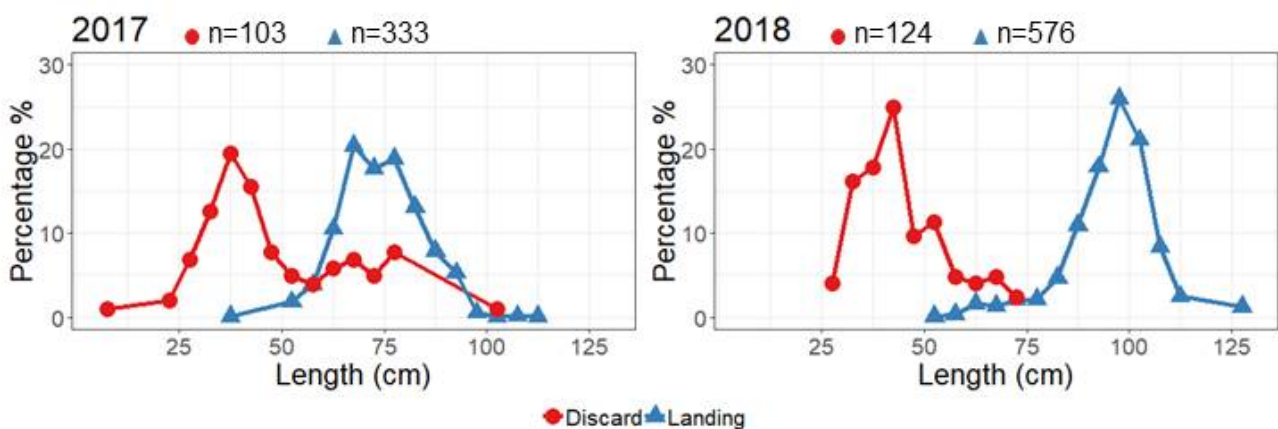 2017 n=103 n=333
30
20
10
0
Percentage %
25 50 75 100 125
Length (cm)
2018 n=124 n=576
30
20
10
0
Percentage %
25 50 75 100 125
Length (cm)
Discard Landing